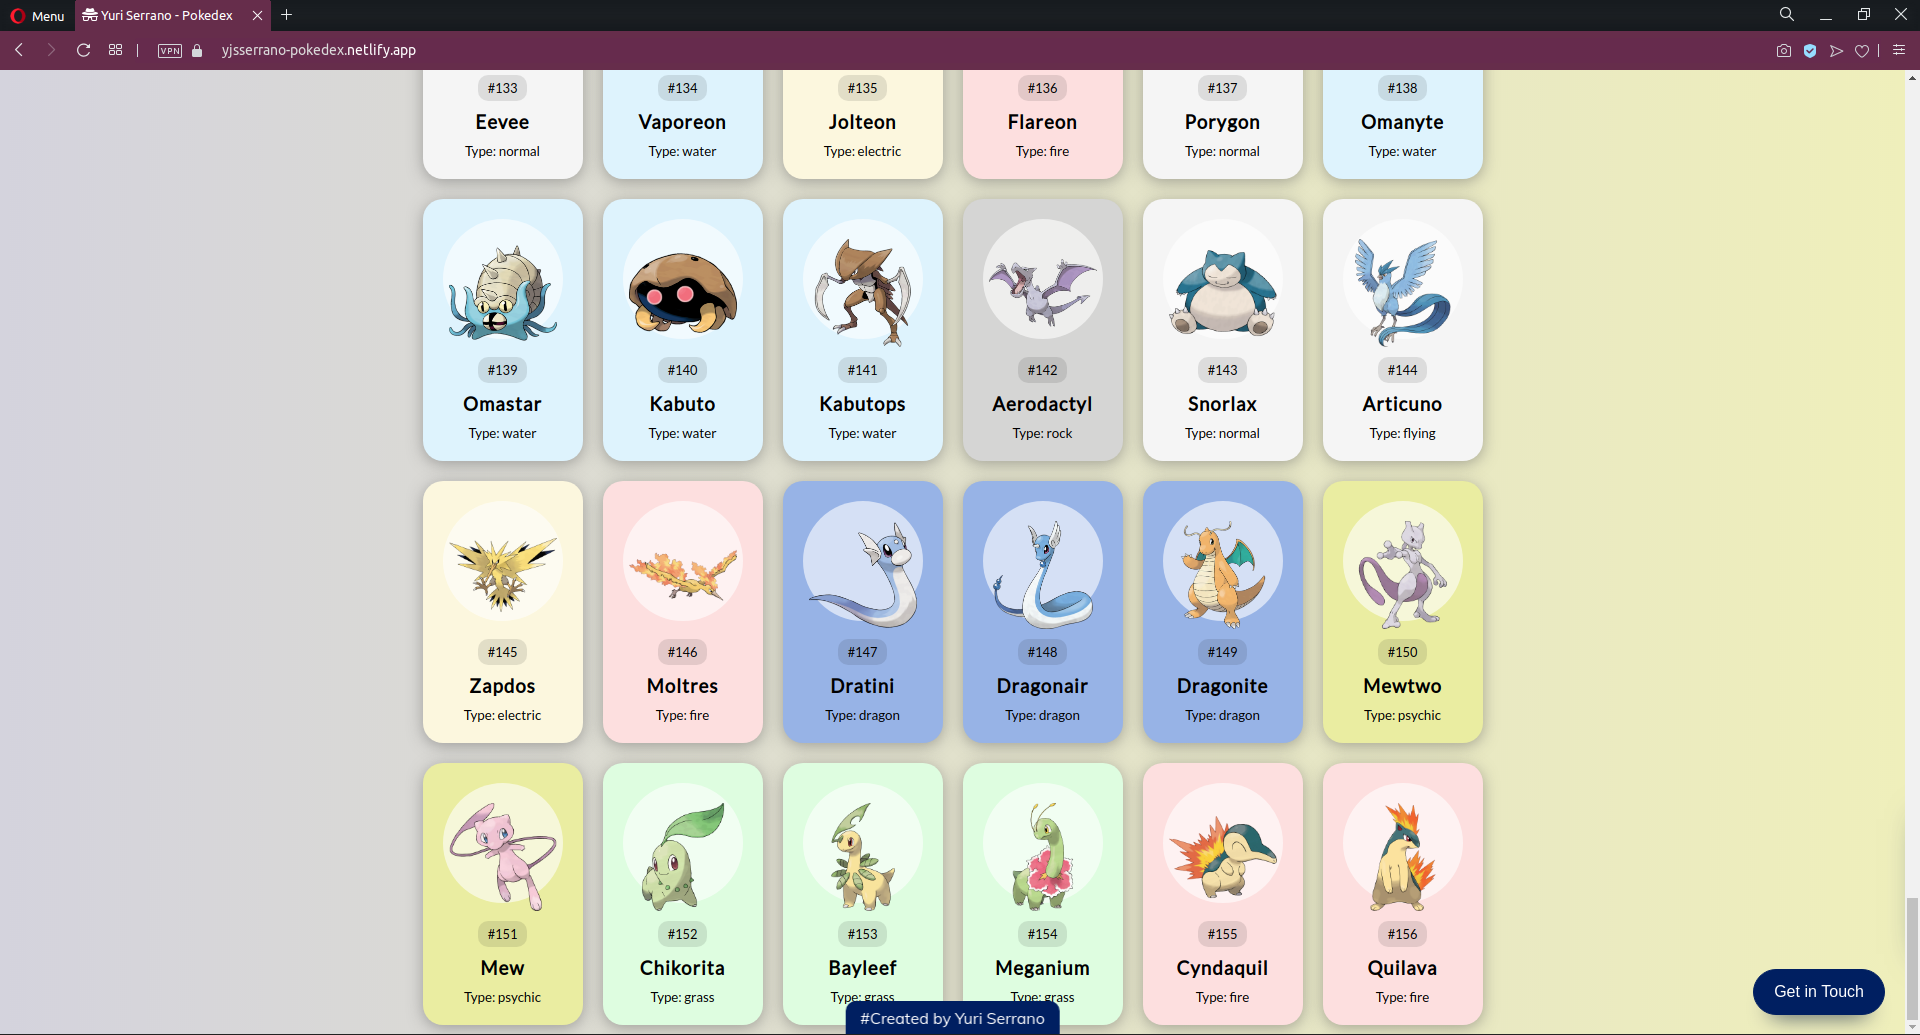 Menu
Yuri Serrano - Pokedex
VPN
yjsserrano-pokedex.netlify.app
#133 #134 #135 #136 #137 #138
Eevee Vaporeon Jolteon Flareon Porygon Omanyte
Type: normal Type: water Type: electric Type: fire Type: normal Type: water
#139 #140 #141 #142 #143 #144
Omastar Kabuto Kabutops Aerodactyl Snorlax Articuno
Type: water Type: water Type: water Type: rock Type: normal Type: flying
#145 #146 #147 #148 #149 #150
Zapdos Moltres Dratini Dragonair Dragonite Mewtwo
Type: electric Type: fire Type: dragon Type: dragon Type: dragon Type: psychic
#151 #152 #153 #154 #155 #156
Mew Chikorita Bayleef Meganium Cyndaquil Quilava
Type: psychic Type: grass Type: grass Type: grass Type: fire Type: fire
Get in Touch
#Created by Yuri Serrano